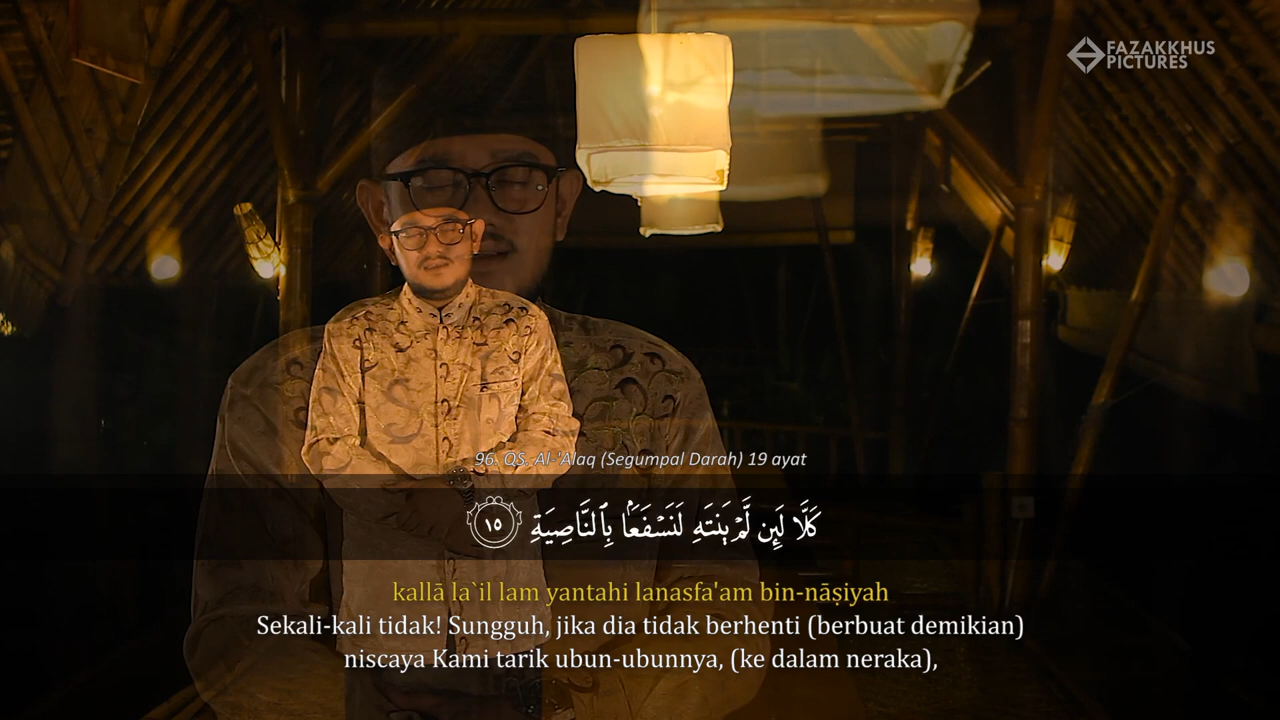 FAZAKKHUS
PICTURES
96. QS. Al-'Alaq (Segumpal Darah) 19 ayat
كَلَّا لَئِن لَّمْ يَنتَهِ لَنَسْفَعًۢا بِٱلنَّاصِيَةِ ١٥
kallā la`il lam yantahi lanasfa'am bin-nāṣiyah
Sekali-kali tidak! Sungguh, jika dia tidak berhenti (berbuat demikian)
niscaya Kami tarik ubun-ubunnya, (ke dalam neraka),